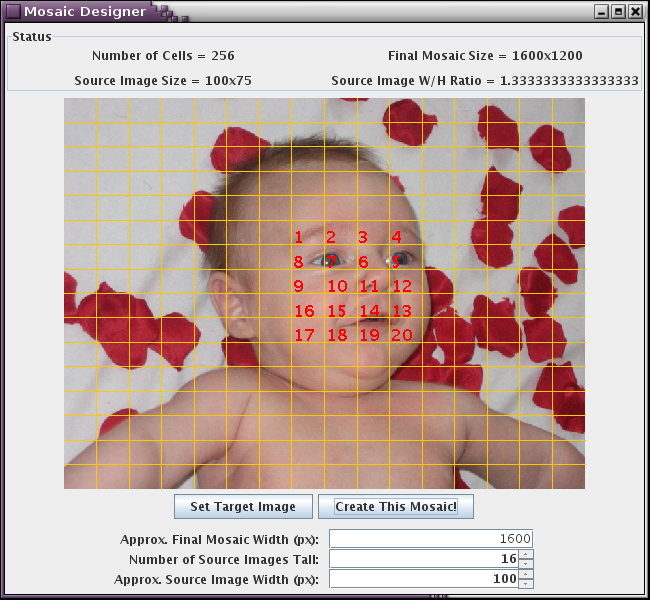 Mosaic Designer
Status
Number of Cells = 256 Final Mosaic Size = 1600x1200
Source Image Size = 100x75 Source Image W/H Ratio = 1.3333333333333333
1 2 3 4
8 7 6 5
9 10 11 12
16 15 14 13
17 18 19 20
Set Target Image Create This Mosaic!
Approx. Final Mosaic Width (px): 1600
Number of Source Images Tall: 16
Approx. Source Image Width (px): 100